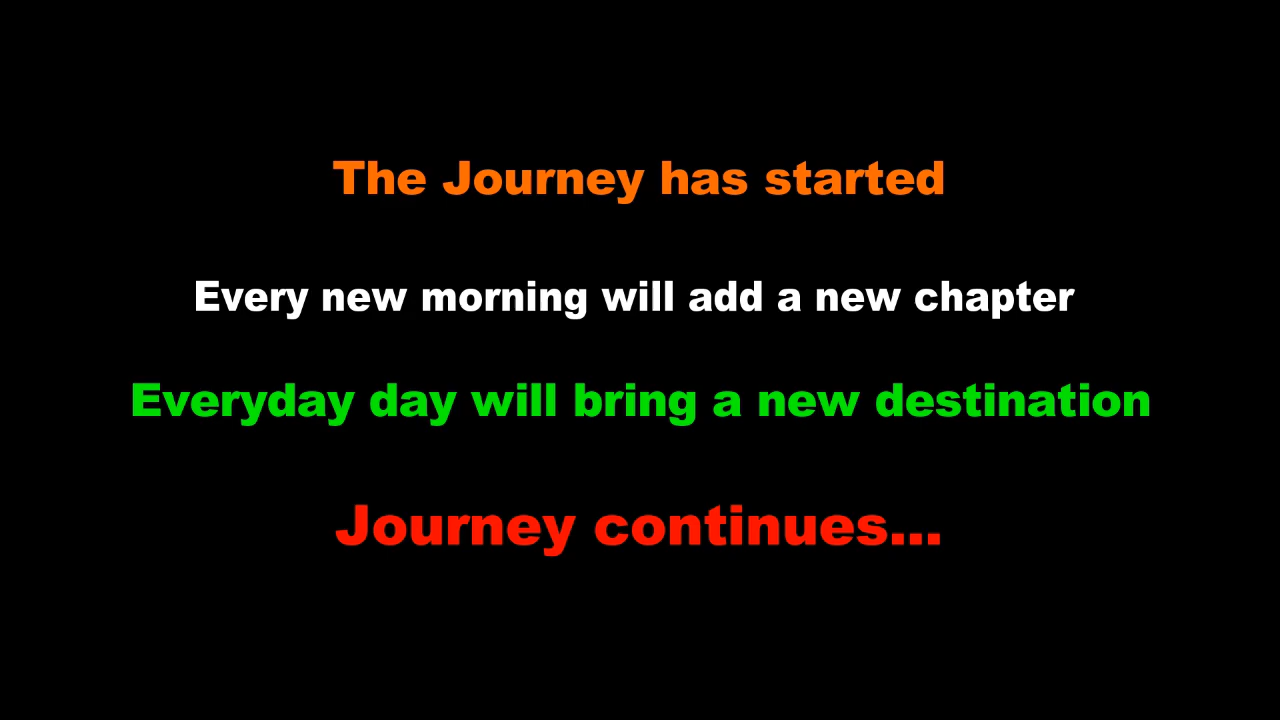 The Journey has started
Every new morning will add a new chapter
Everyday day will bring a new destination
Journey continues...